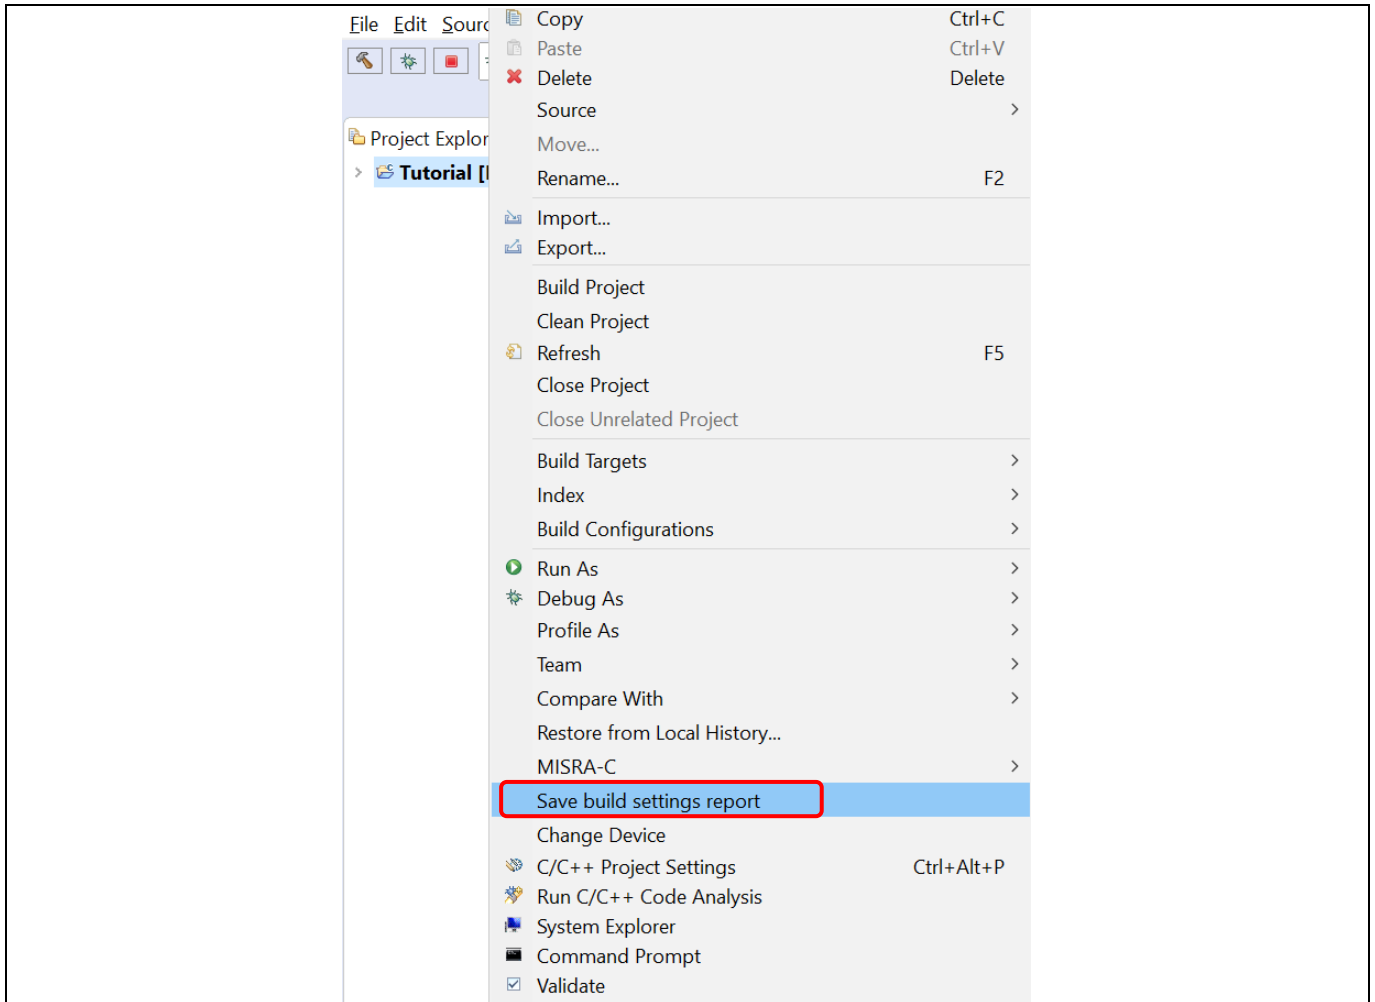 File Edit Sourc
Project Explor
Tutorial [
Copy Ctrl+C
Paste Ctrl+V
Delete Delete
Source
Move...
Rename... F2
Import...
Export...
Build Project
Clean Project
Refresh F5
Close Project
Close Unrelated Project
Build Targets
Index
Build Configurations
Run As
Debug As
Profile As
Team
Compare With
Restore from Local History...
MISRA-C
Save build settings report
Change Device
C/C++ Project Settings Ctrl+Alt+P
Run C/C++ Code Analysis
System Explorer
Command Prompt
Validate